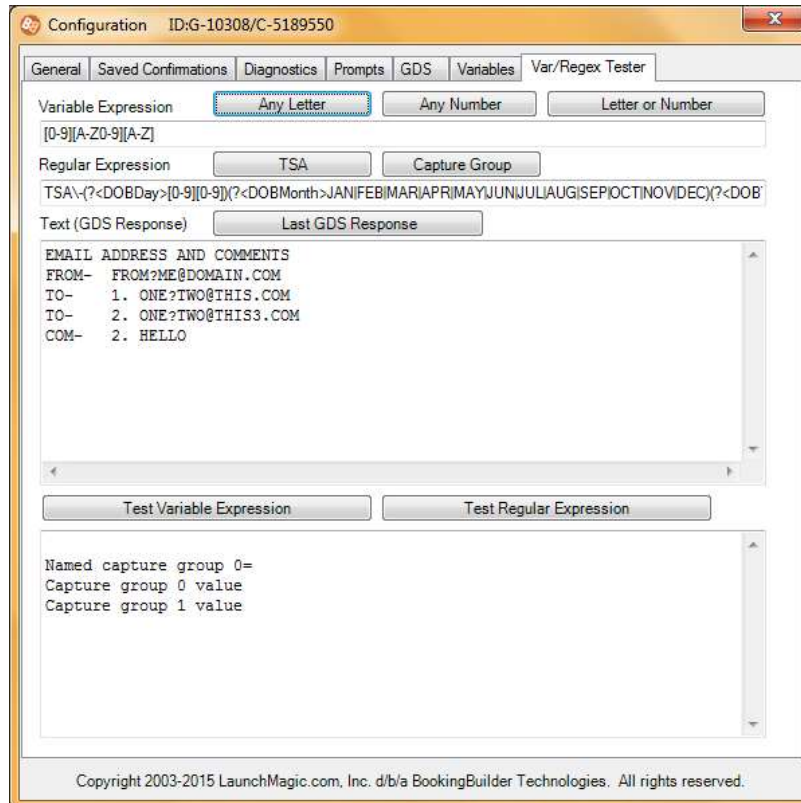 Configuration ID:G-10308/C-5189550
General Saved Confirmations Diagnostics Prompts GDS Variables Var/Regex Tester
Variable Expression Any Letter Any Number Letter or Number
[0-9][A-Z0-9][A-Z]
Regular Expression TSA Capture Group
TSA\-(?<DOBDay>[0-9][0-9])(?<DOBMonth>JAN|FEB|MAR|APR|MAY|JUN|JUL|AUG|SEP|OCT|NOV|DEC)(?<DOB
Text (GDS Response) Last GDS Response
EMAIL ADDRESS AND COMMENTS
FROM- FROM?ME@DOMAIN.COM
TO- 1. ONE?TWO@THIS.COM
TO- 2. ONE?TWO@THIS3.COM
COM- 2. HELLO
Test Variable Expression Test Regular Expression
Named capture group 0=
Capture group 0 value
Capture group 1 value
Copyright 2003-2015 LaunchMagic.com, Inc. d/b/a BookingBuilder Technologies. All rights reserved.